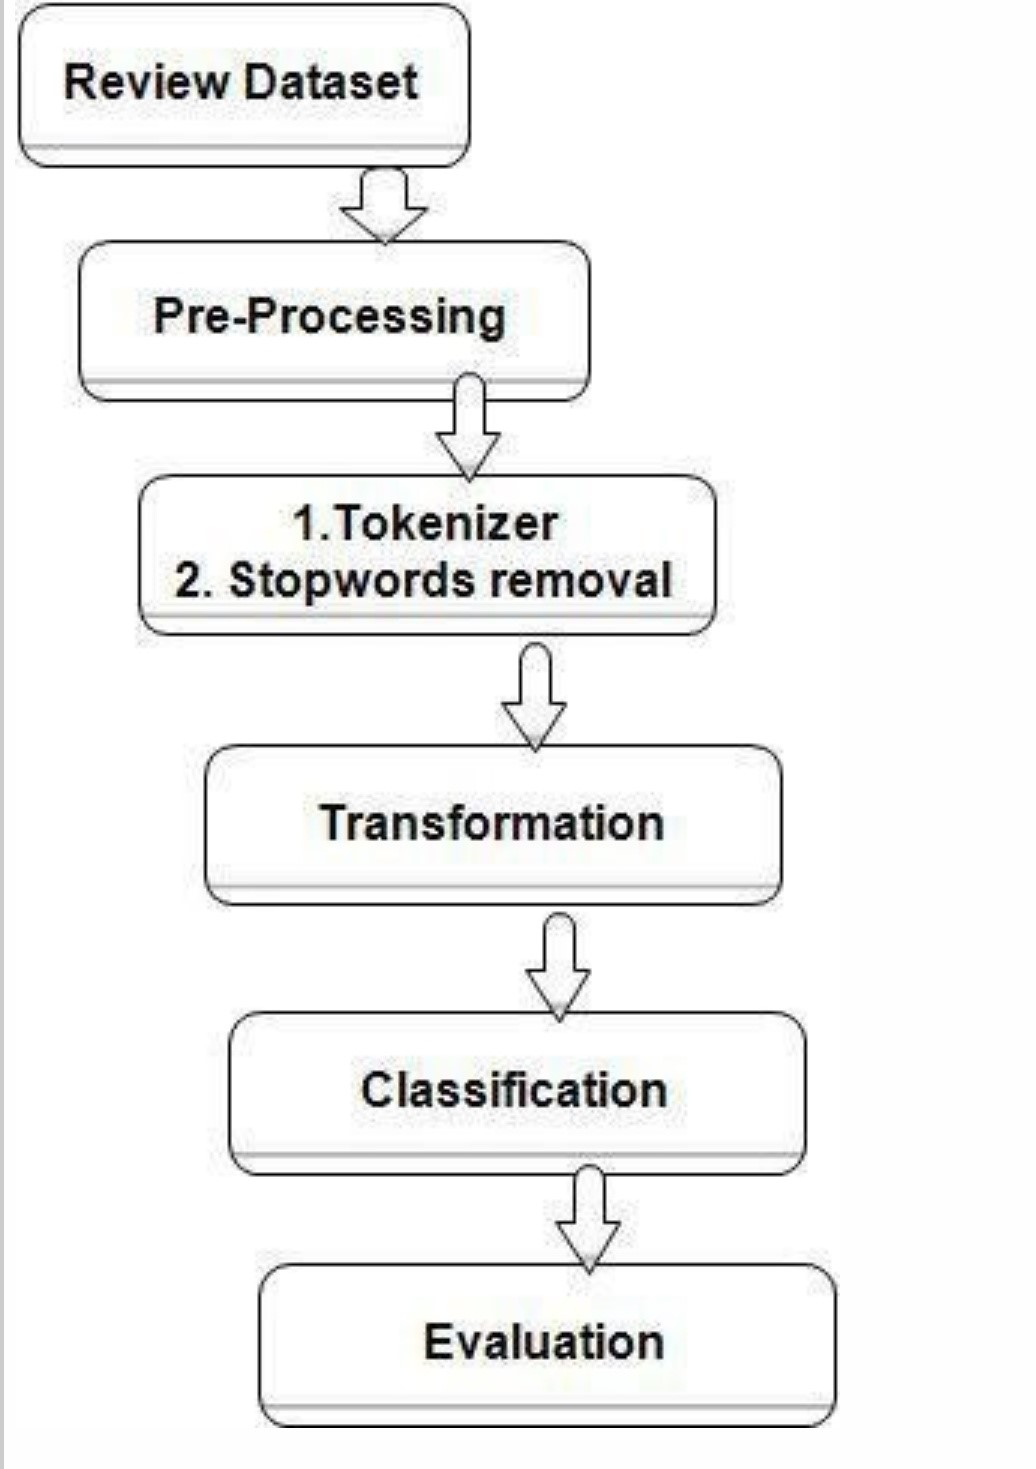 Review Dataset
Pre-Processing
1.Tokenizer
2. Stopwords removal
Transformation
Classification
Evaluation